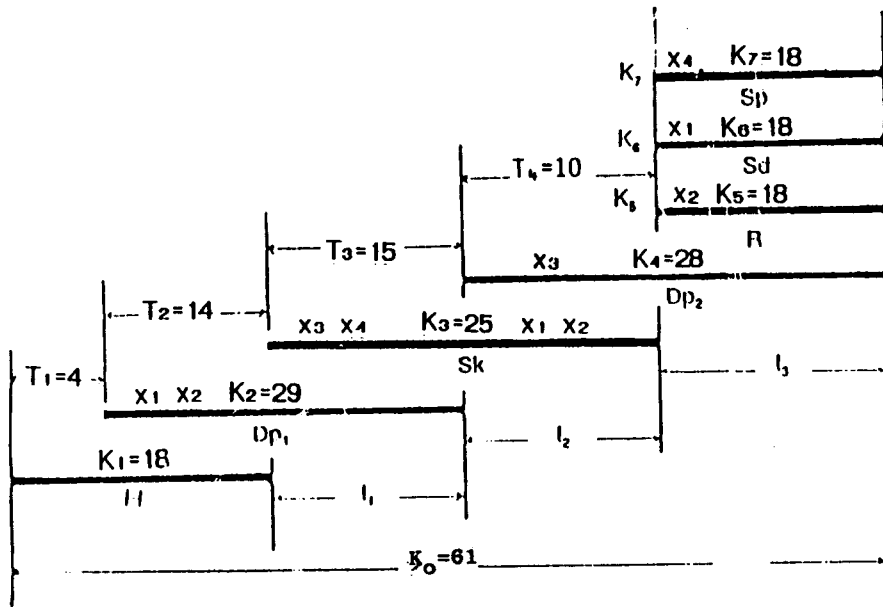 K₇ X4 K₇=18
Sp
K₆ X1 K₆=18
Sd
T₄=10
K₅ X2 K₅=18
R
T₃=15
X3 K₄=28
Dp₂
T₂=14
X3 X4 K₃=25 X1 X2
Sk
T₁=4 X1 X2 K₂=29 l₃
Dp₁ l₂
K₁=18
H l₁
K₀=61